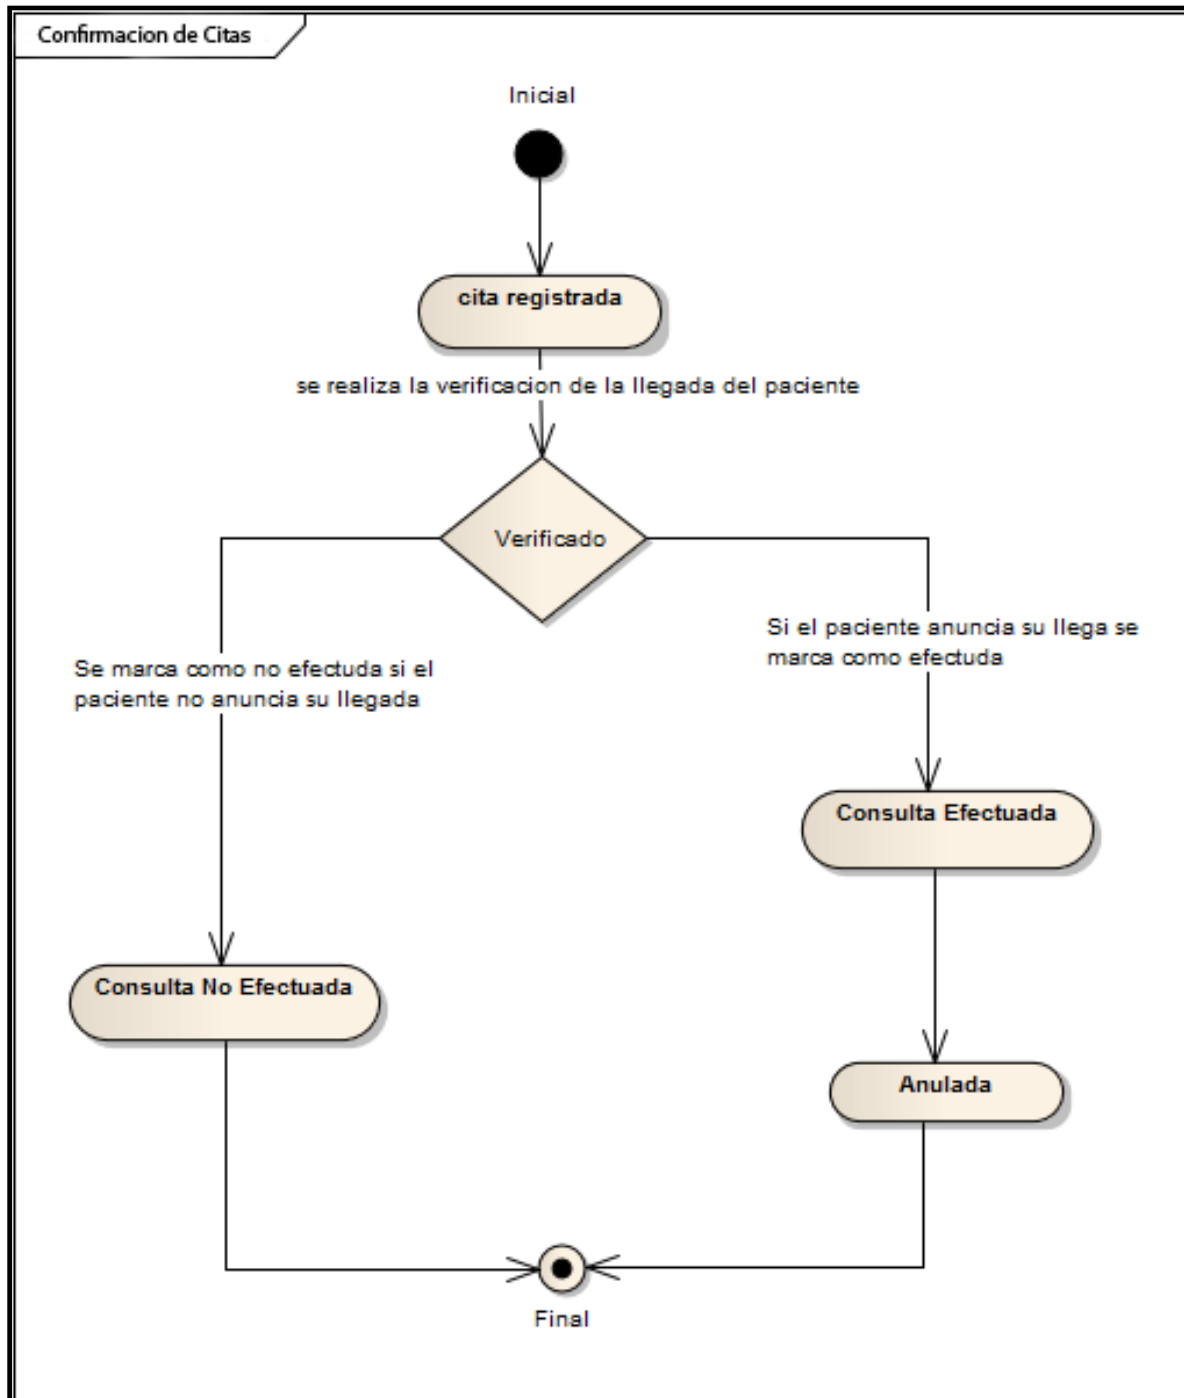 Confirmacion de Citas
Inicial
cita registrada
se realiza la verificacion de la llegada del paciente
Verificado
Si el paciente anuncia su llega se
marca como efectuda
Se marca como no efectuda si el
paciente no anuncia su llegada
Consulta Efectuada
Consulta No Efectuada
Anulada
Final